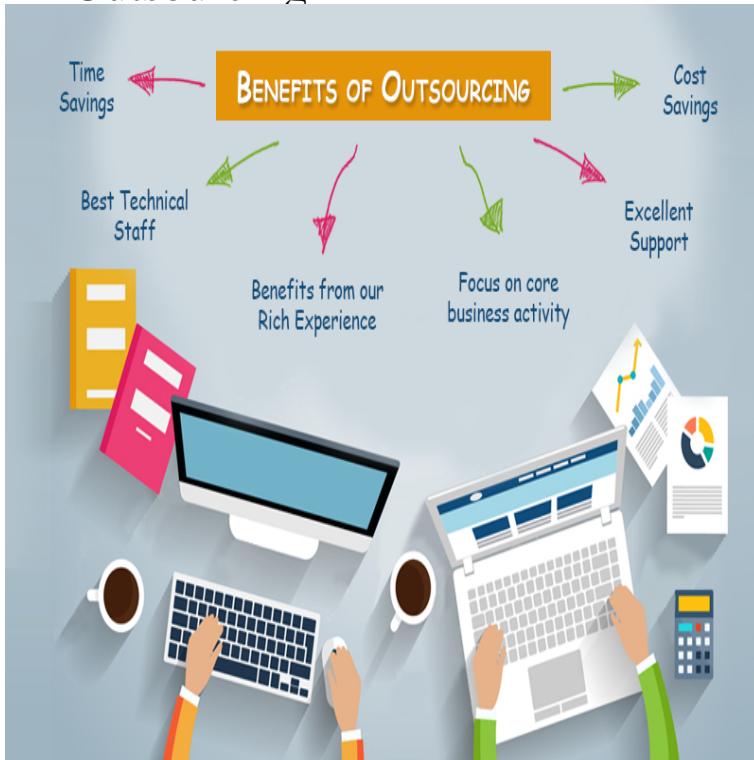 BENEFITS OF OUTSOURCING
Time
Savings
Cost
Savings
Best Technical
Staff
Excellent
Support
Benefits from our
Rich Experience
Focus on core
business activity